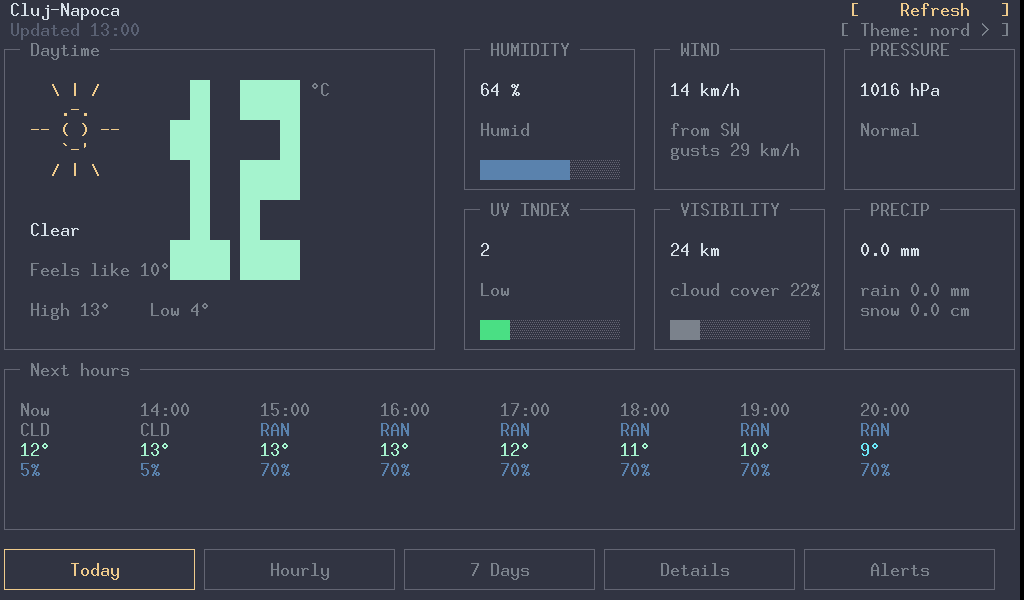 Cluj-Napoca [ Refresh ]
Updated 13:00 [ Theme: nord > ]
Daytime
°C
12
Clear
Feels like 10°
High 13° Low 4°
HUMIDITY
64 %
Humid
WIND
14 km/h
from SW
gusts 29 km/h
PRESSURE
1016 hPa
Normal
UV INDEX
2
Low
VISIBILITY
24 km
cloud cover 22%
PRECIP
0.0 mm
rain 0.0 mm
snow 0.0 cm
Next hours
Now 14:00 15:00 16:00 17:00 18:00 19:00 20:00
CLD CLD RAN RAN RAN RAN RAN RAN
12° 13° 13° 13° 12° 11° 10° 9°
5% 5% 70% 70% 70% 70% 70% 70%
Today Hourly 7 Days Details Alerts